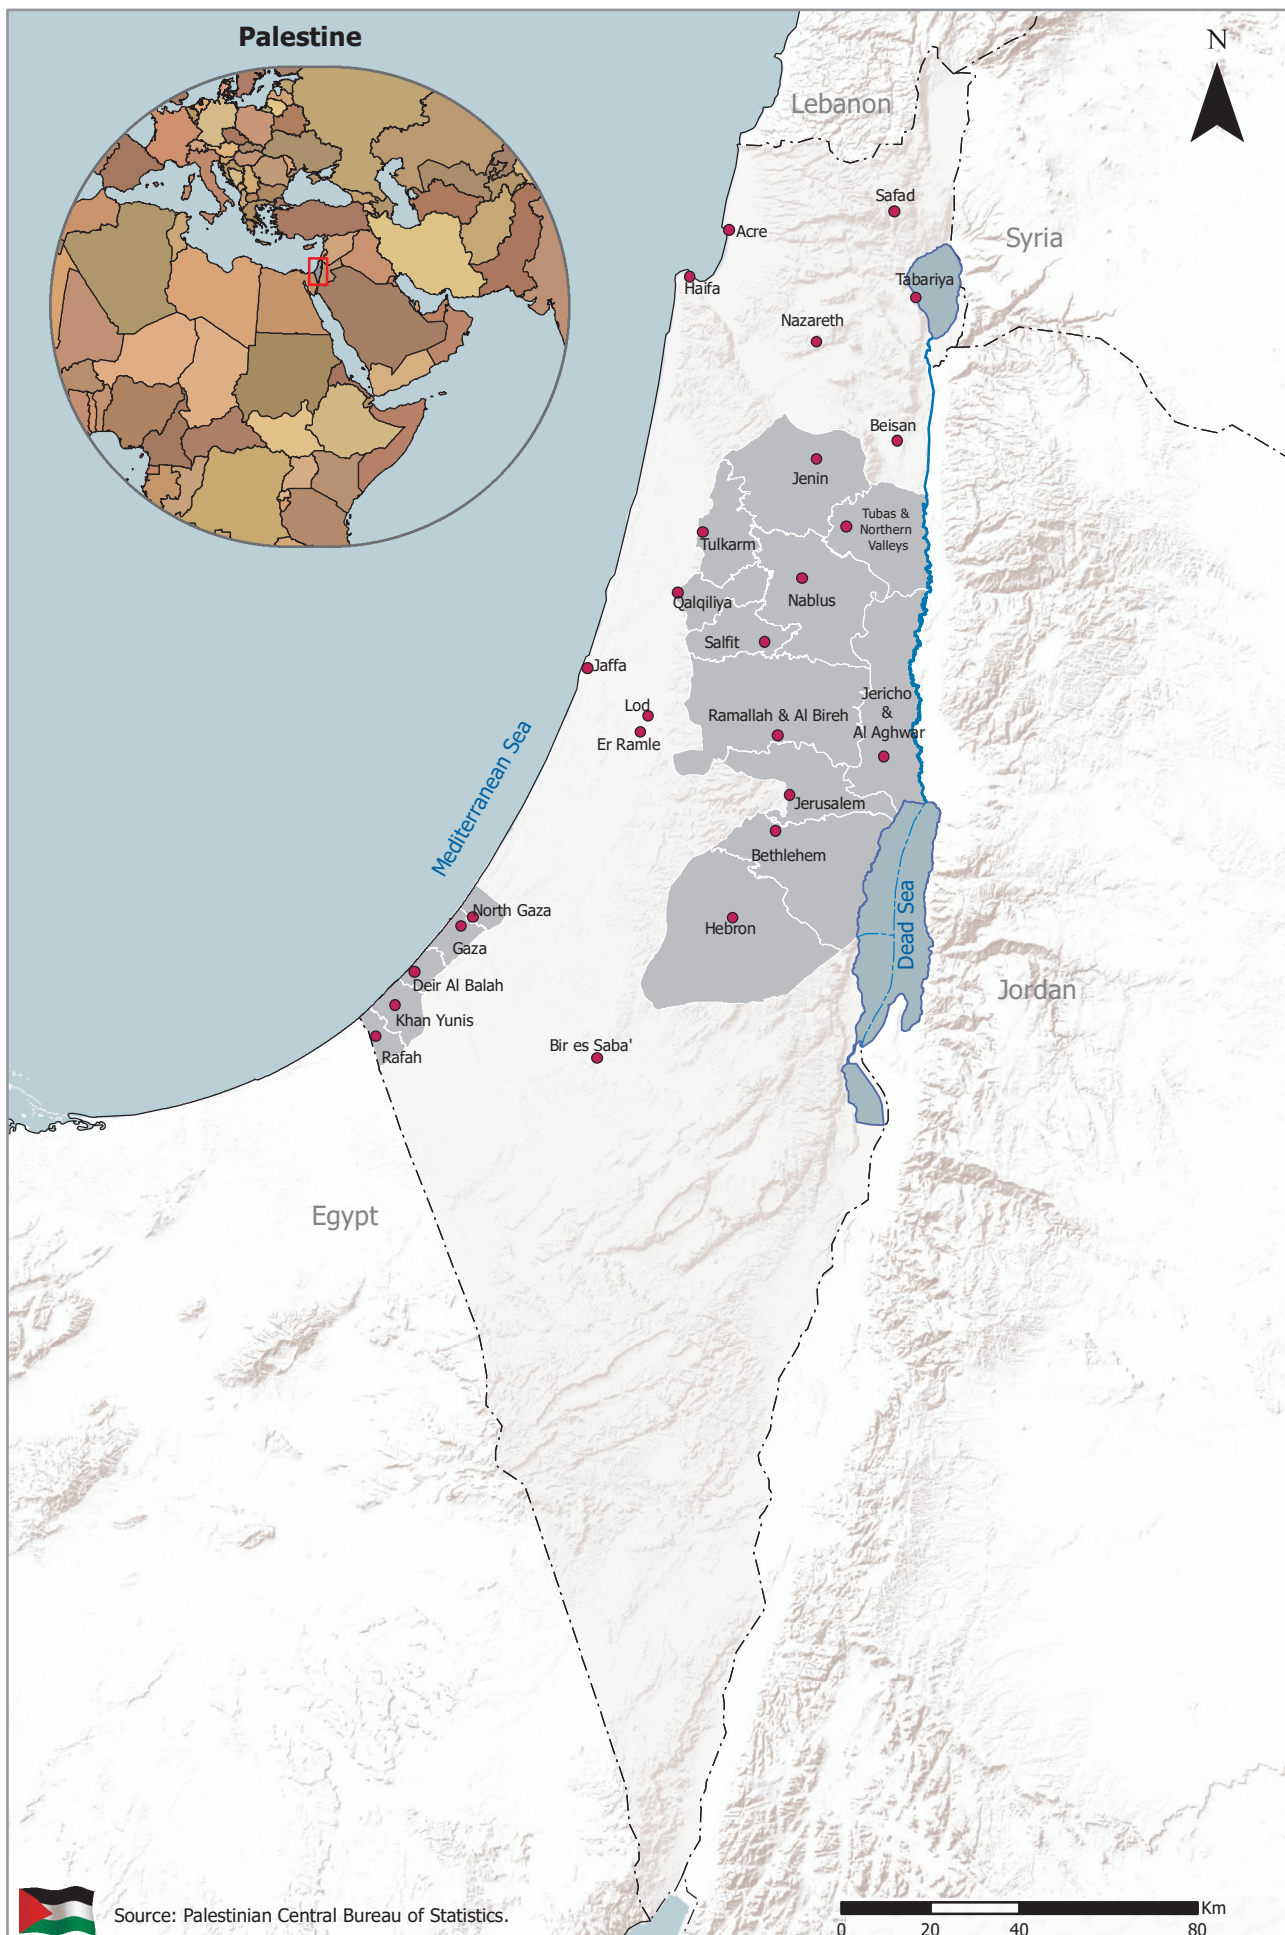 Palestine
N
Lebanon
Safad
Acre
Syria
Haifa
Tabariya
Nazareth
Beisan
Jenin
Tubas &
Northern
Valleys
Tulkarm
Nablus
Qalqiliya
Salfit
Jaffa
Jericho
&
Al Aghwar
Lod
Ramallah & Al Bireh
Er Ramle
Mediterranean Sea
Jerusalem
Bethlehem
North Gaza
Gaza
Hebron
Dead Sea
Deir Al Balah
Jordan
Khan Yunis
Rafah
Bir es Saba'
Egypt
Source: Palestinian Central Bureau of Statistics.
Km
0 20 40 80